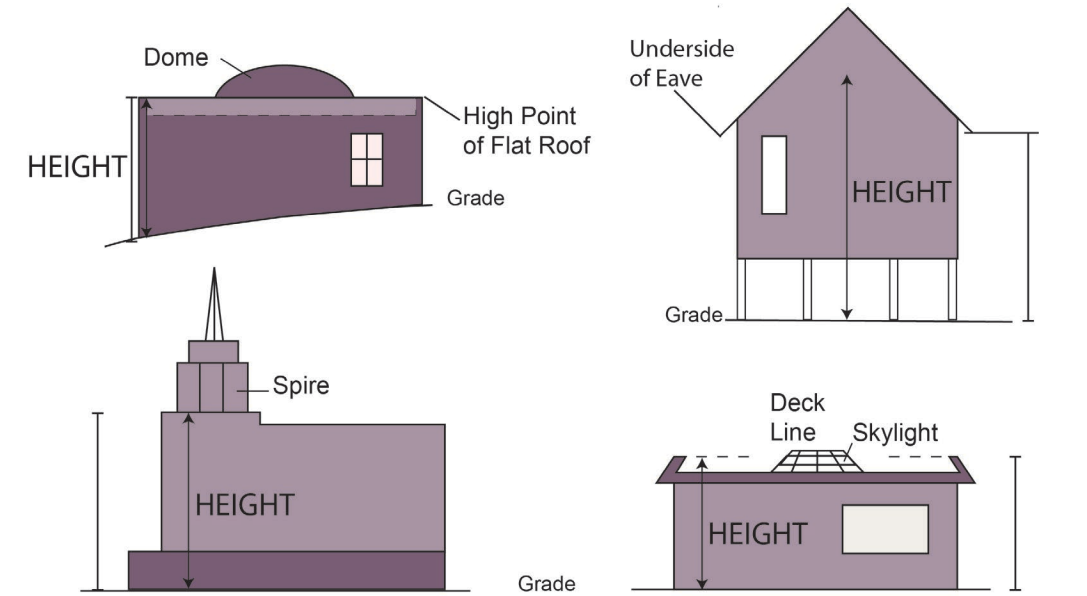 Dome
High Point
of Flat Roof
HEIGHT
Grade
Underside
of Eave
HEIGHT
Grade
Spire
HEIGHT
Grade
Deck
Line
Skylight
HEIGHT